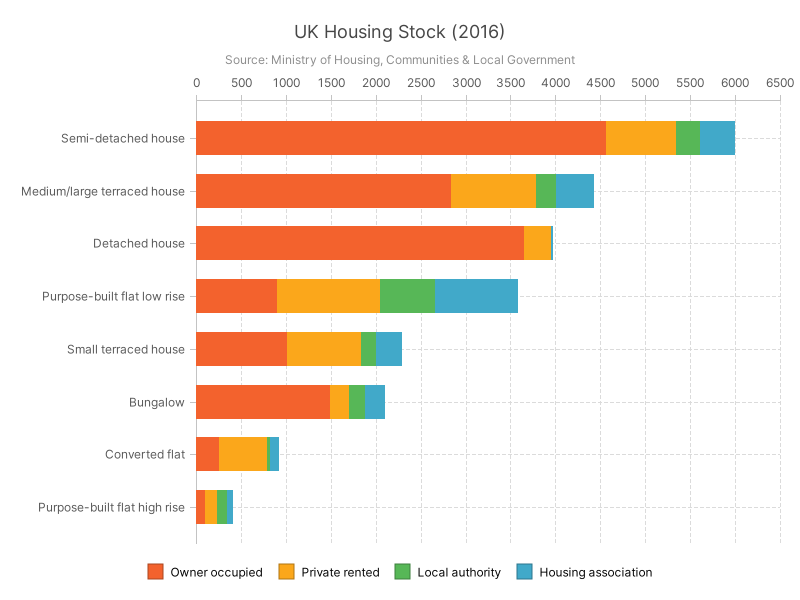 UK Housing Stock (2016)
Source: Ministry of Housing, Communities & Local Government
0 500 1000 1500 2000 2500 3000 3500 4000 4500 5000 5500 6000 6500
Semi-detached house
Medium/large terraced house
Detached house
Purpose-built flat low rise
Small terraced house
Bungalow
Converted flat
Purpose-built flat high rise
Owner occupied Private rented Local authority Housing association